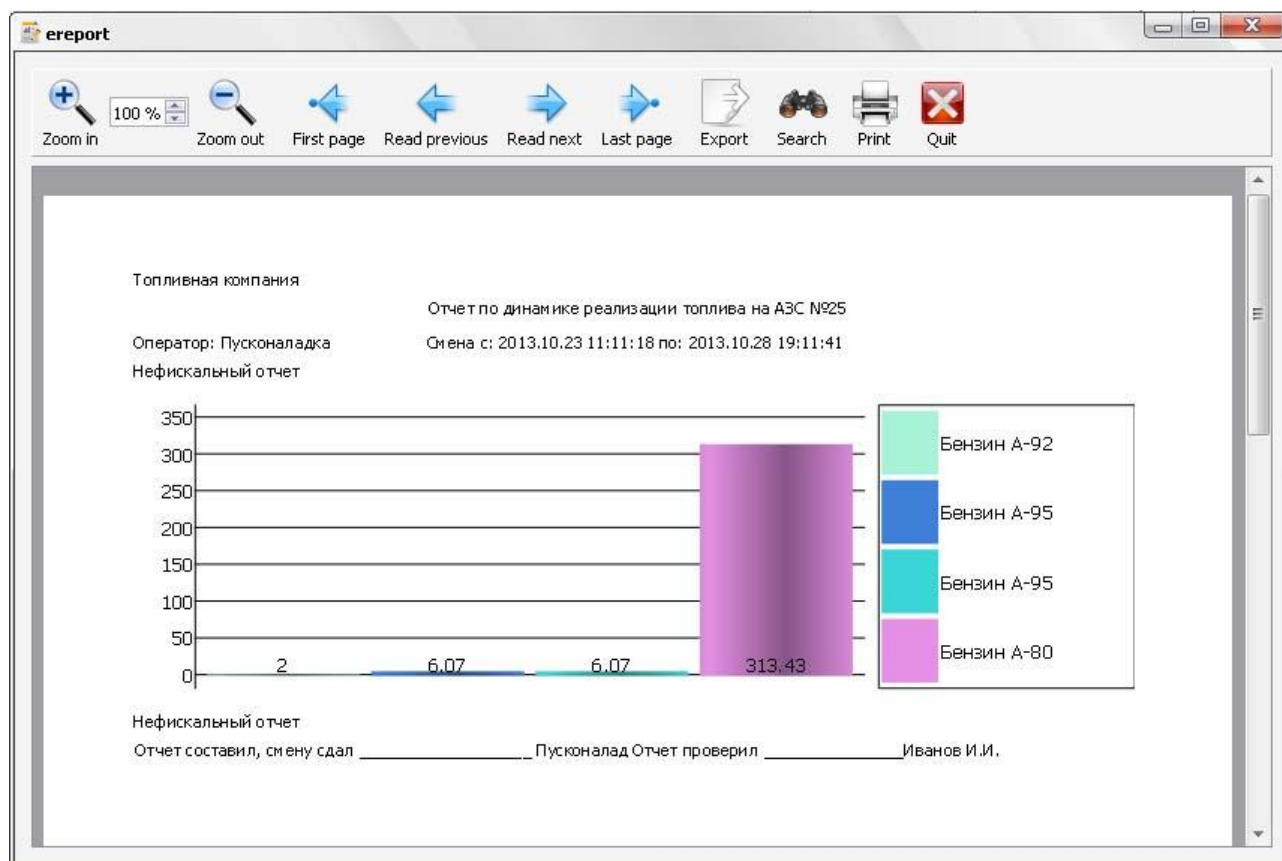 ereport
100 %
Zoom in Zoom out First page Read previous Read next Last page Export Search Print Quit
Топливная компания
Отчет по динамике реализации топлива на АЗС №25
Оператор: Пусконаладка Смена с: 2013.10.23 11:11:18 по: 2013.10.28 19:11:41
Нефискальный отчет
350
300
250
200
150
100
50
0
2 6.07 6.07 313.43
Бензин А-92
Бензин А-95
Бензин А-95
Бензин А-80
Нефискальный отчет
Отчет составил, смену сдал _______________ Пусконалад Отчет проверил ____________Иванов И.И.